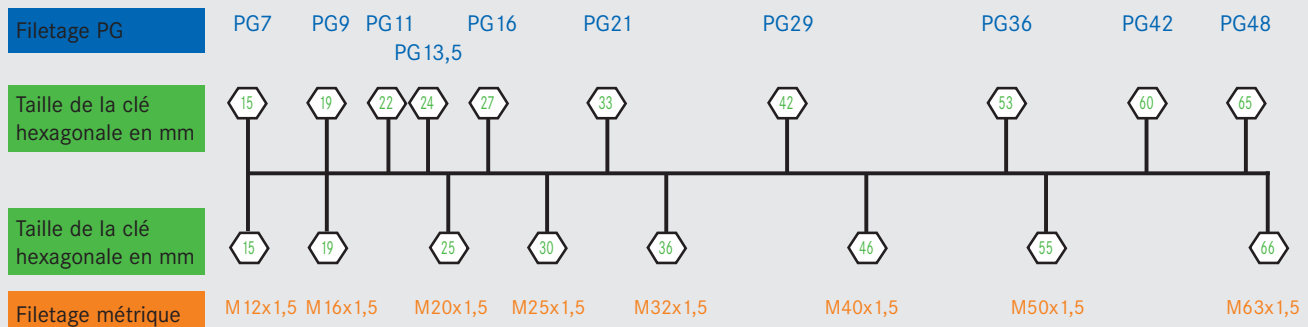 Filetage PG
PG7 PG9 PG11 PG16 PG21 PG29 PG36 PG42 PG48
PG13,5
Taille de la clé
hexagonale en mm
15 19 22 24 27 33 42 53 60 65
Taille de la clé
hexagonale en mm
15 19 25 30 36 46 55 66
Filetage métrique
M12x1,5 M16x1,5 M20x1,5 M25x1,5 M32x1,5 M40x1,5 M50x1,5 M63x1,5